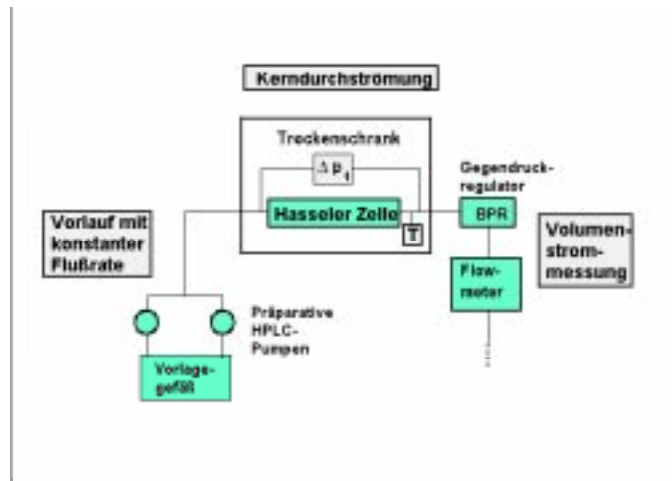 Kerndurchströmung
Trockenschrank
Δ p₁
Hasseler Zelle
T
Gegendruck-
regulator
BPR
Vorlauf mit
konstanter
Flußrate
Volumen-
strom-
messung
Flow-
meter
Präparative
HPLC-
Pumpen
Vorlage-
gefäß